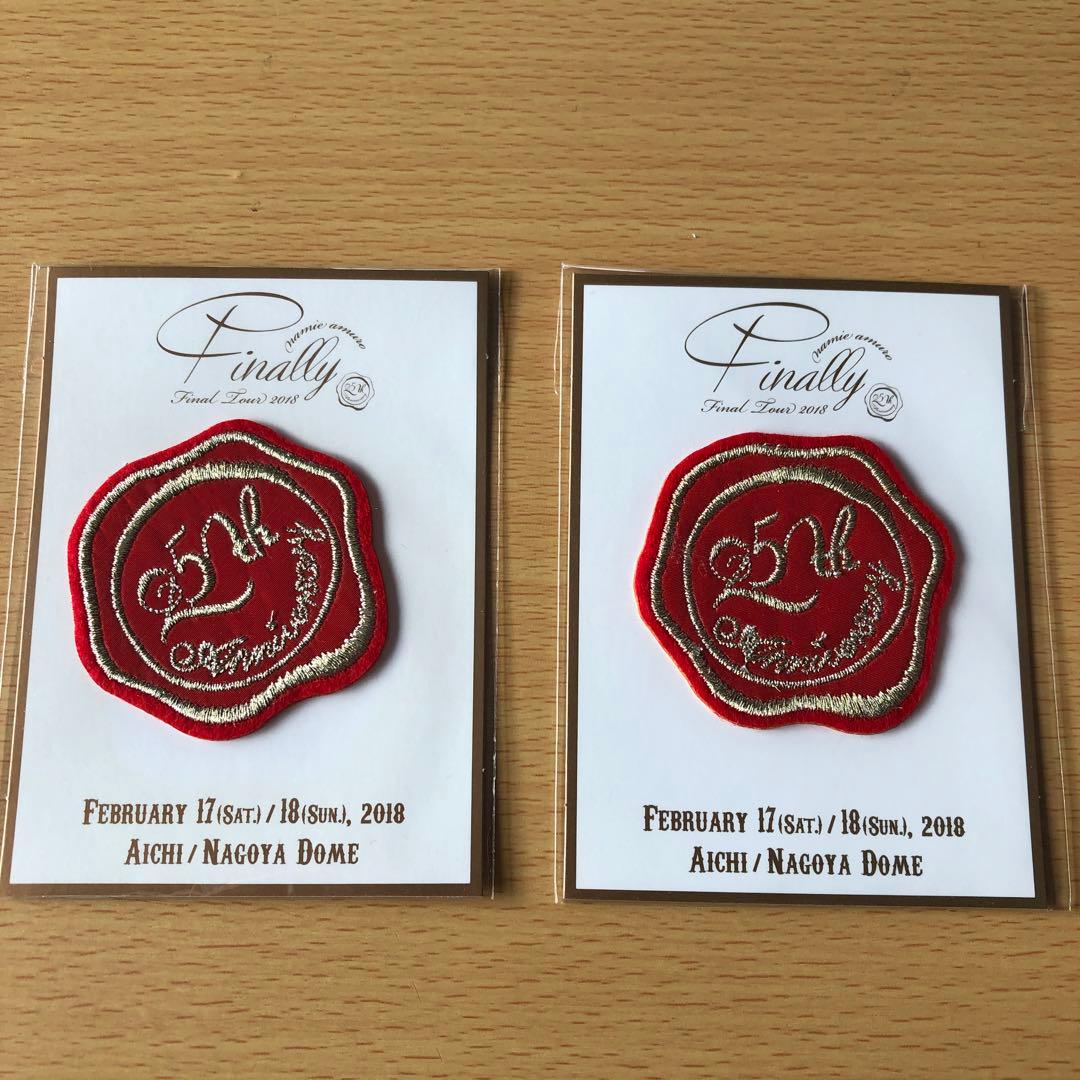 namie amuro
Finally
Final Tour 2018
25th
25th
Anniversary
FEBRUARY 17(SAT.)/18(SUN.), 2018
AICHI/NAGOYA DOME
namie amuro
Finally
Final Tour 2018
25th
25th
Anniversary
FEBRUARY 17(SAT.)/18(SUN.), 2018
AICHI/NAGOYA DOME